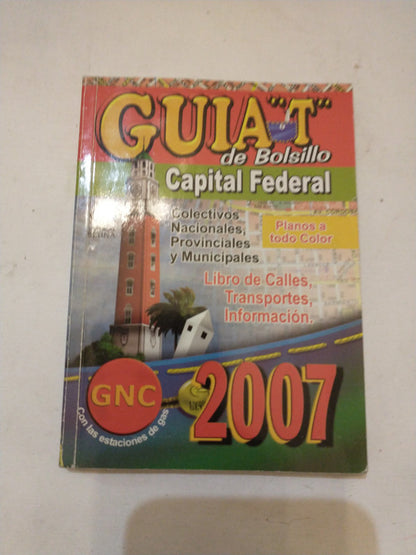 GUIA "T"
de Bolsillo
Capital Federal
Colectivos
Nacionales,
Provinciales
y Municipales
Planos a
todo Color
Libro de Calles,
Transportes,
Información.
GNC
Con las estaciones de gas
2007